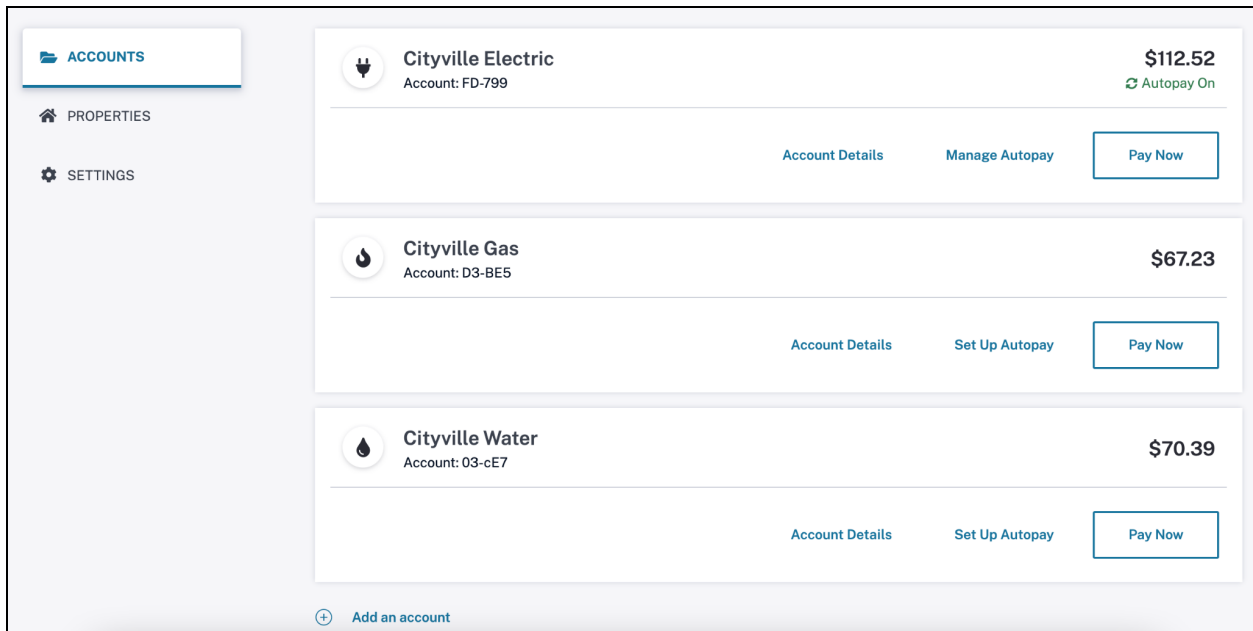 ACCOUNTS
PROPERTIES
SETTINGS
Cityville Electric
Account: FD-799
$112.52
Autopay On
Account Details
Manage Autopay
Pay Now
Cityville Gas
Account: D3-BE5
$67.23
Account Details
Set Up Autopay
Pay Now
Cityville Water
Account: 03-cE7
$70.39
Account Details
Set Up Autopay
Pay Now
Add an account